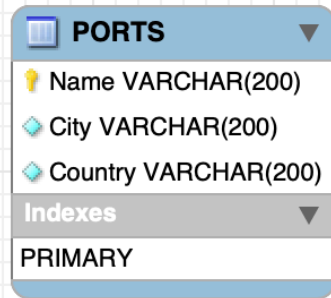 PORTS
Name VARCHAR(200)
City VARCHAR(200)
Country VARCHAR(200)
Indexes
PRIMARY